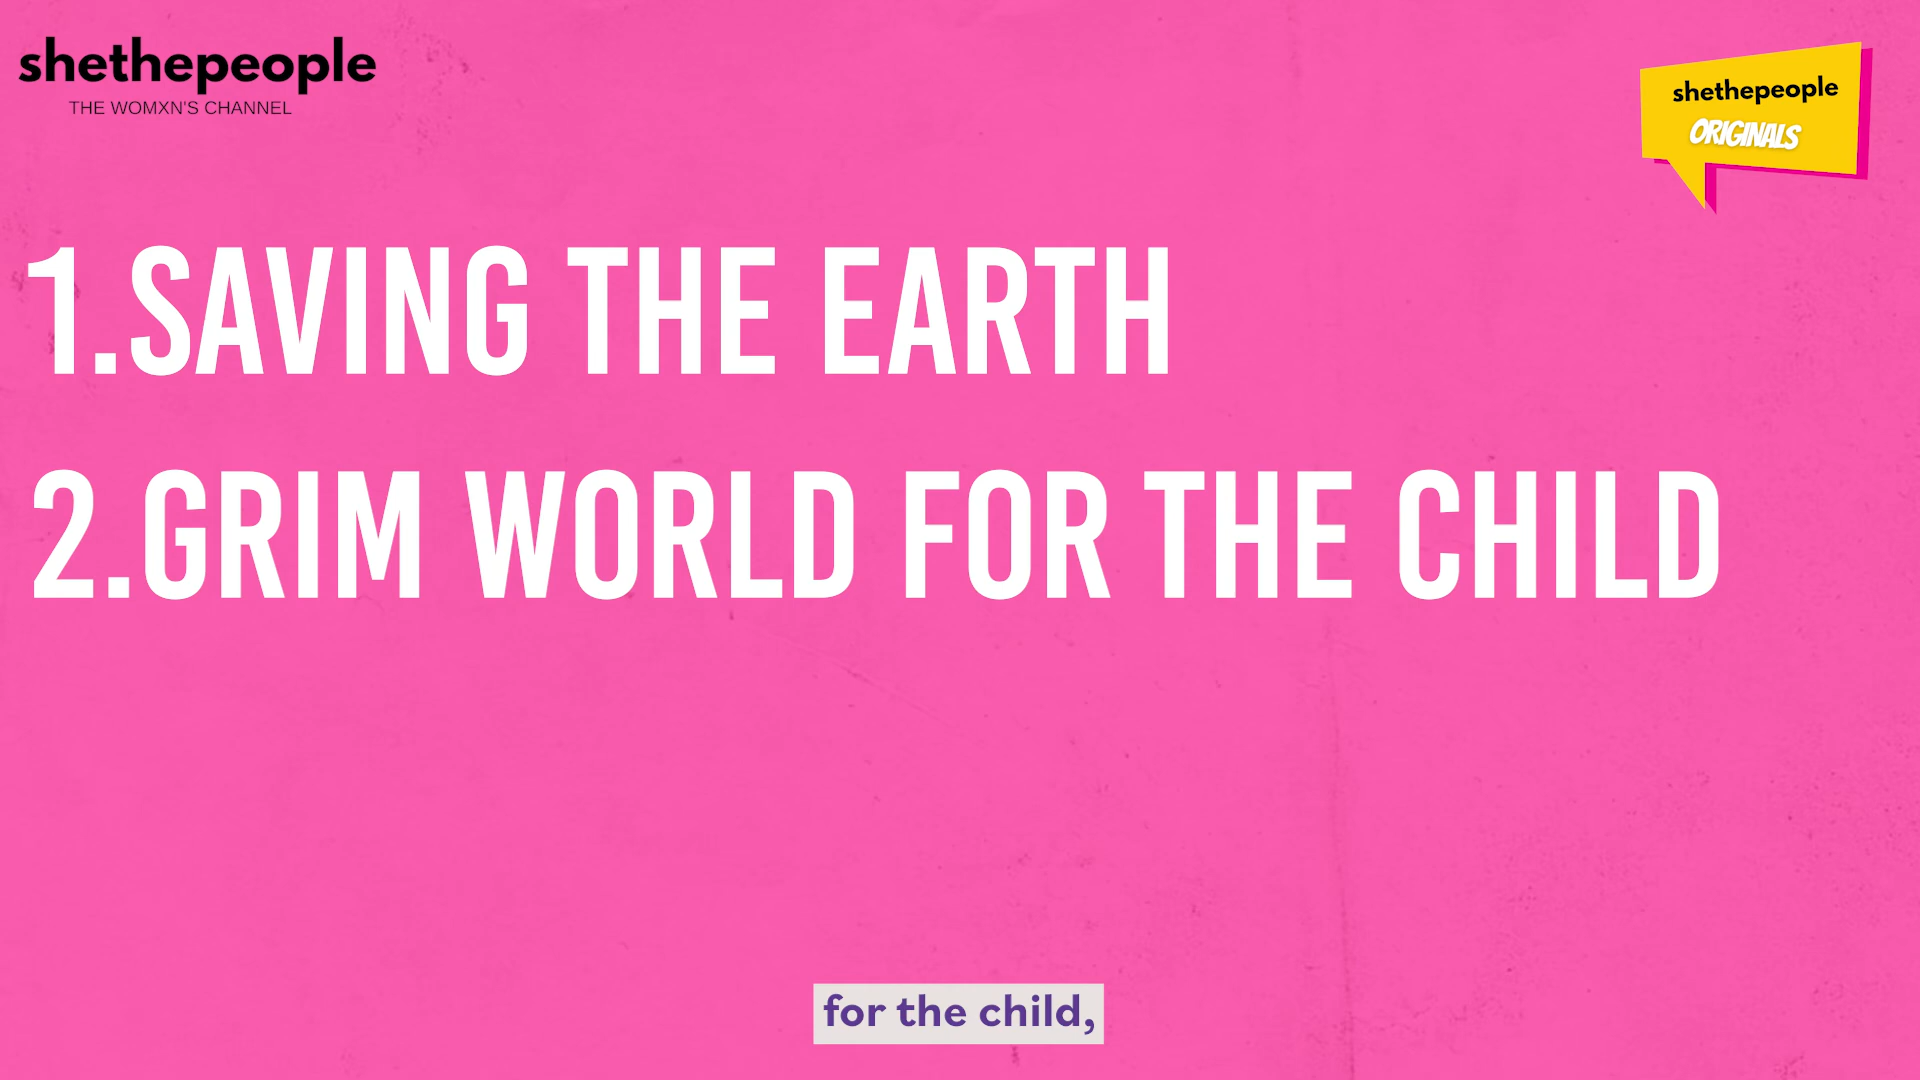 shethepeople
THE WOMXN'S CHANNEL
shethepeople
ORIGINALS
1.SAVING THE EARTH
2.GRIM WORLD FOR THE CHILD
for the child,